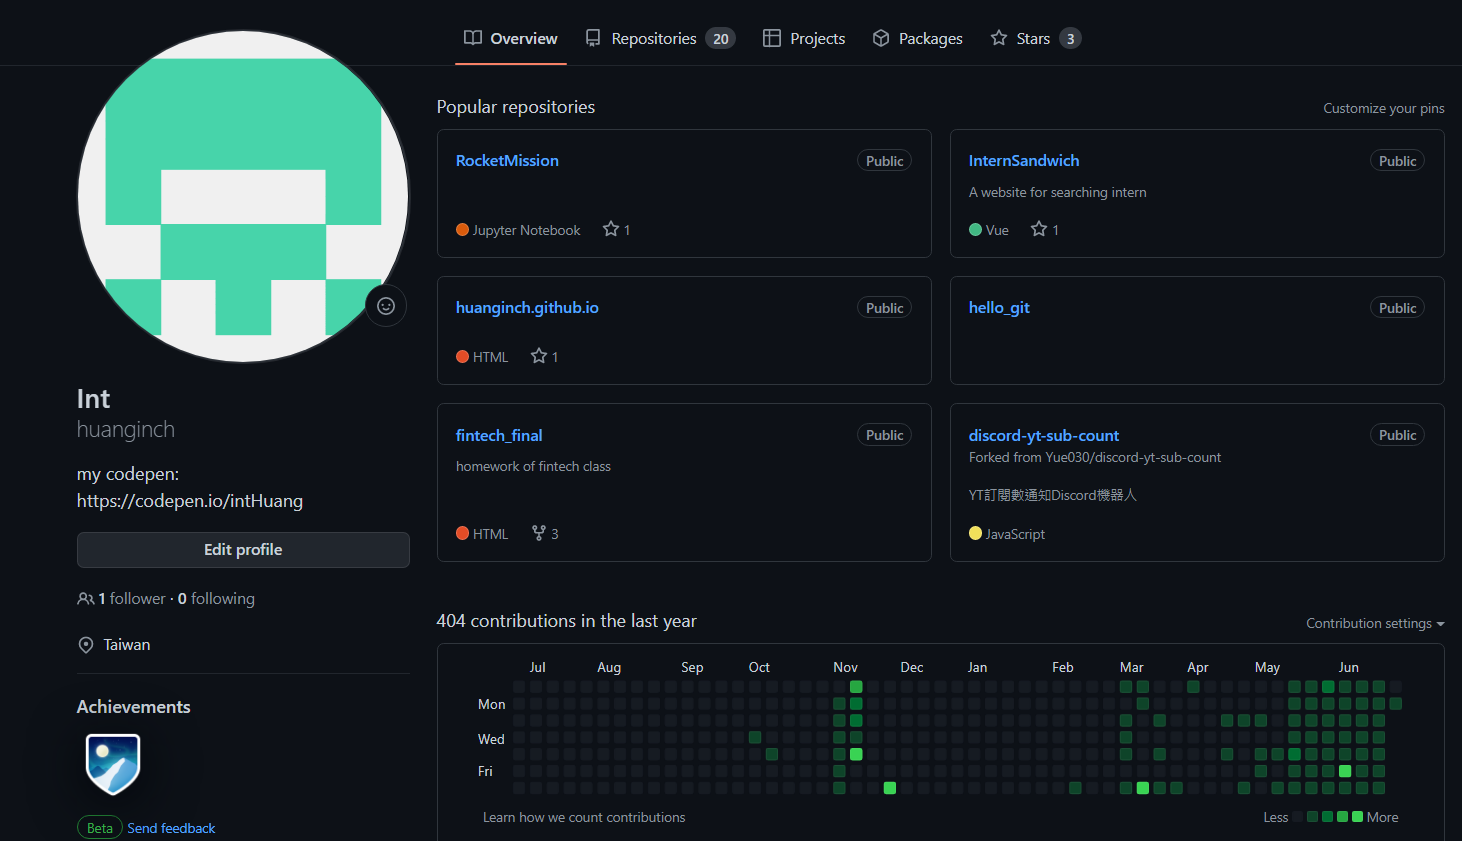 Overview Repositories 20 Projects Packages Stars 3
Popular repositories Customize your pins
RocketMission Public
Jupyter Notebook 1
InternSandwich Public
A website for searching intern
Vue 1
huanginch.github.io Public
HTML 1
hello_git Public
fintech_final Public
homework of fintech class
HTML 3
discord-yt-sub-count Public
Forked from Yue030/discord-yt-sub-count
YT訂閱數通知Discord機器人
JavaScript
Int
huanginch
my codepen:
https://codepen.io/intHuang
Edit profile
1 follower · 0 following
Taiwan
Achievements
Beta Send feedback
404 contributions in the last year Contribution settings
Jul Aug Sep Oct Nov Dec Jan Feb Mar Apr May Jun
Mon
Wed
Fri
Learn how we count contributions Less More